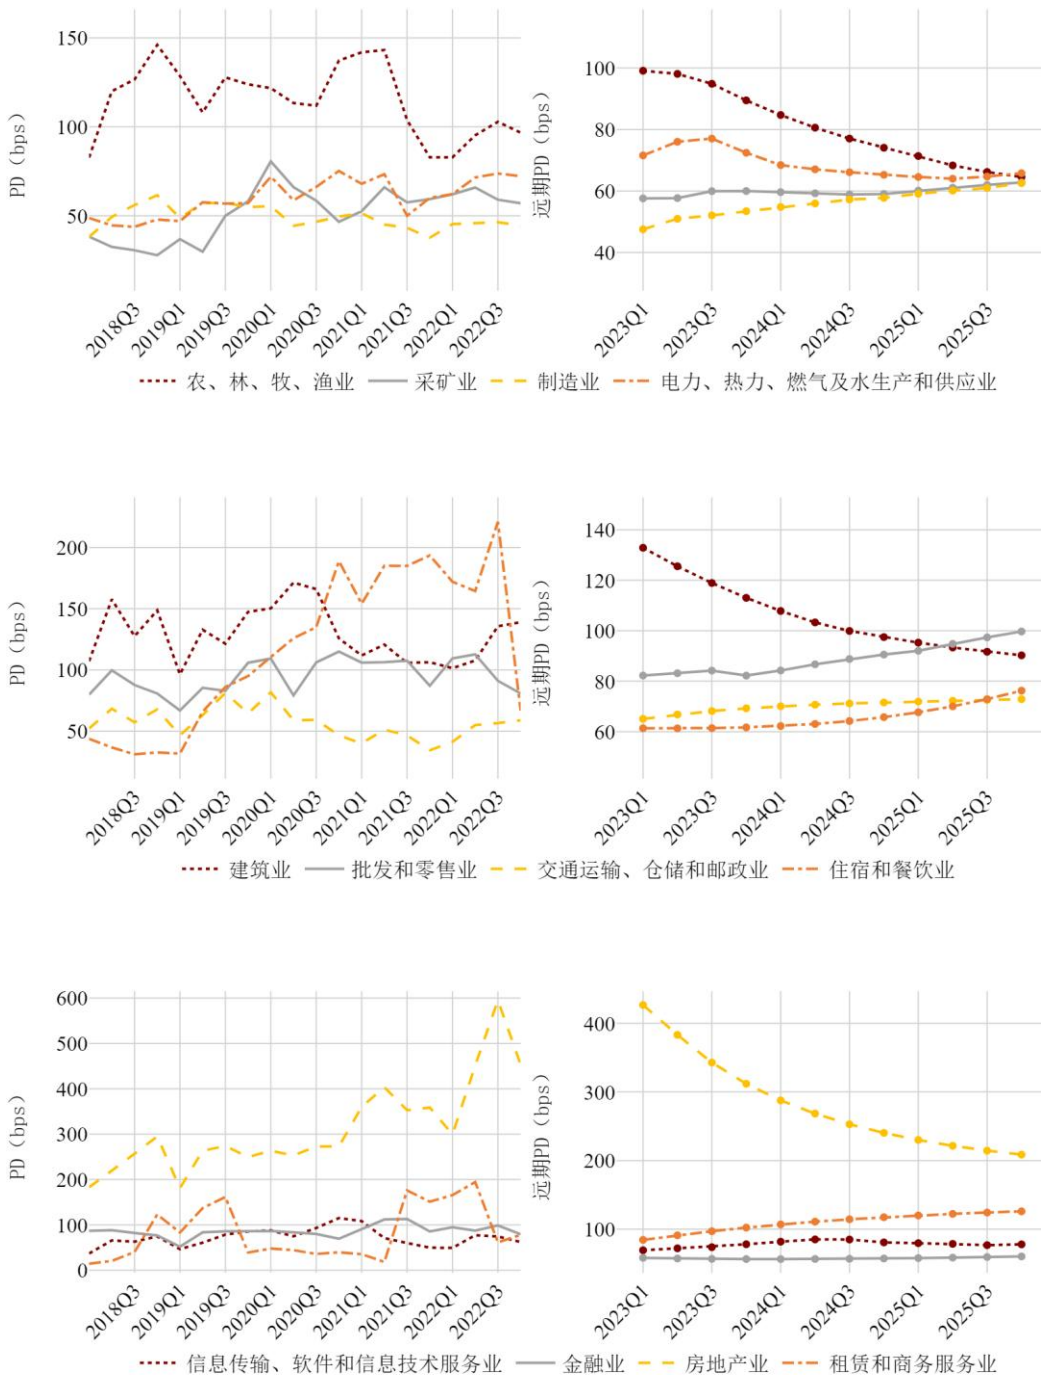 PD (bps)
150
100
50
2018Q3 2019Q1 2019Q3 2020Q1 2020Q3 2021Q1 2021Q3 2022Q1 2022Q3
远期PD (bps)
100
80
60
40
2023Q1 2023Q3 2024Q1 2024Q3 2025Q1 2025Q3
农、林、牧、渔业 采矿业 制造业 电力、热力、燃气及水生产和供应业
PD (bps)
200
150
100
50
2018Q3 2019Q1 2019Q3 2020Q1 2020Q3 2021Q1 2021Q3 2022Q1 2022Q3
远期PD (bps)
140
120
100
80
60
2023Q1 2023Q3 2024Q1 2024Q3 2025Q1 2025Q3
建筑业 批发和零售业 交通运输、仓储和邮政业 住宿和餐饮业
PD (bps)
600
500
400
300
200
100
0
2018Q3 2019Q1 2019Q3 2020Q1 2020Q3 2021Q1 2021Q3 2022Q1 2022Q3
远期PD (bps)
400
300
200
100
2023Q1 2023Q3 2024Q1 2024Q3 2025Q1 2025Q3
信息传输、软件和信息技术服务业 金融业 房地产业 租赁和商务服务业